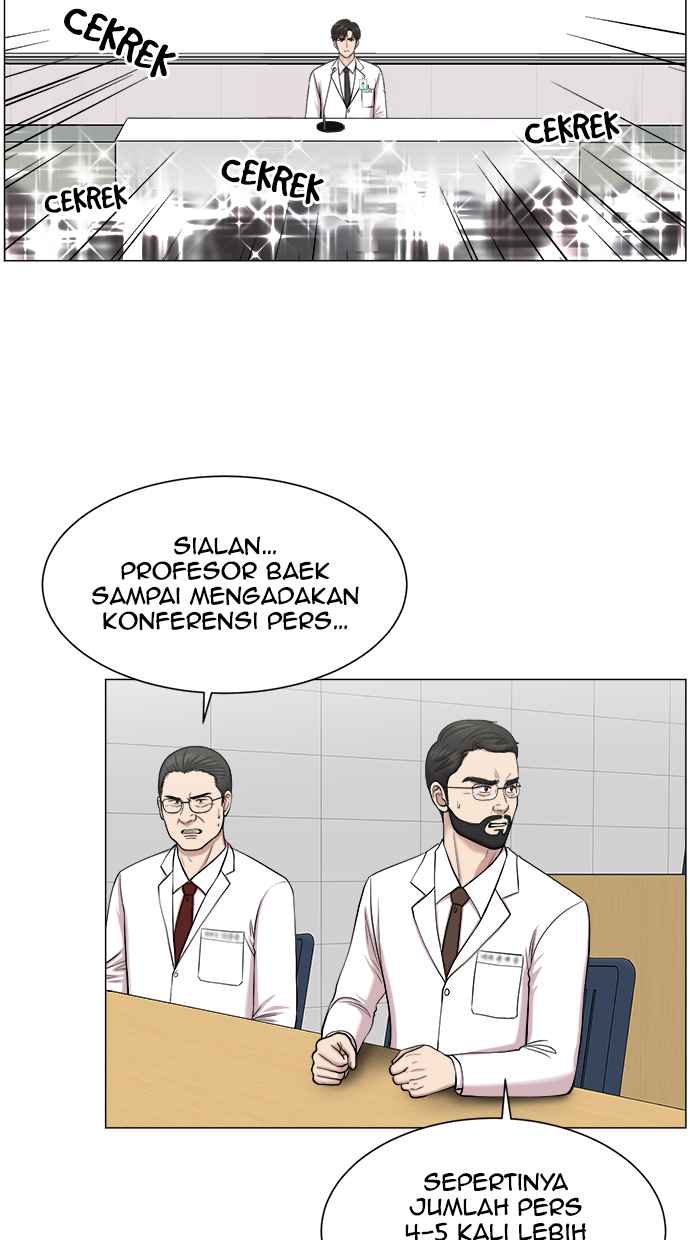 CEKREK
CEKREK
CEKREK
CEKREK
SIALAN...
PROFESOR BAEK
SAMPAI MENGADAKAN
KONFERENSI PERS...
SEPERTINYA
JUMLAH PERS
4-5 KALI LEBIH